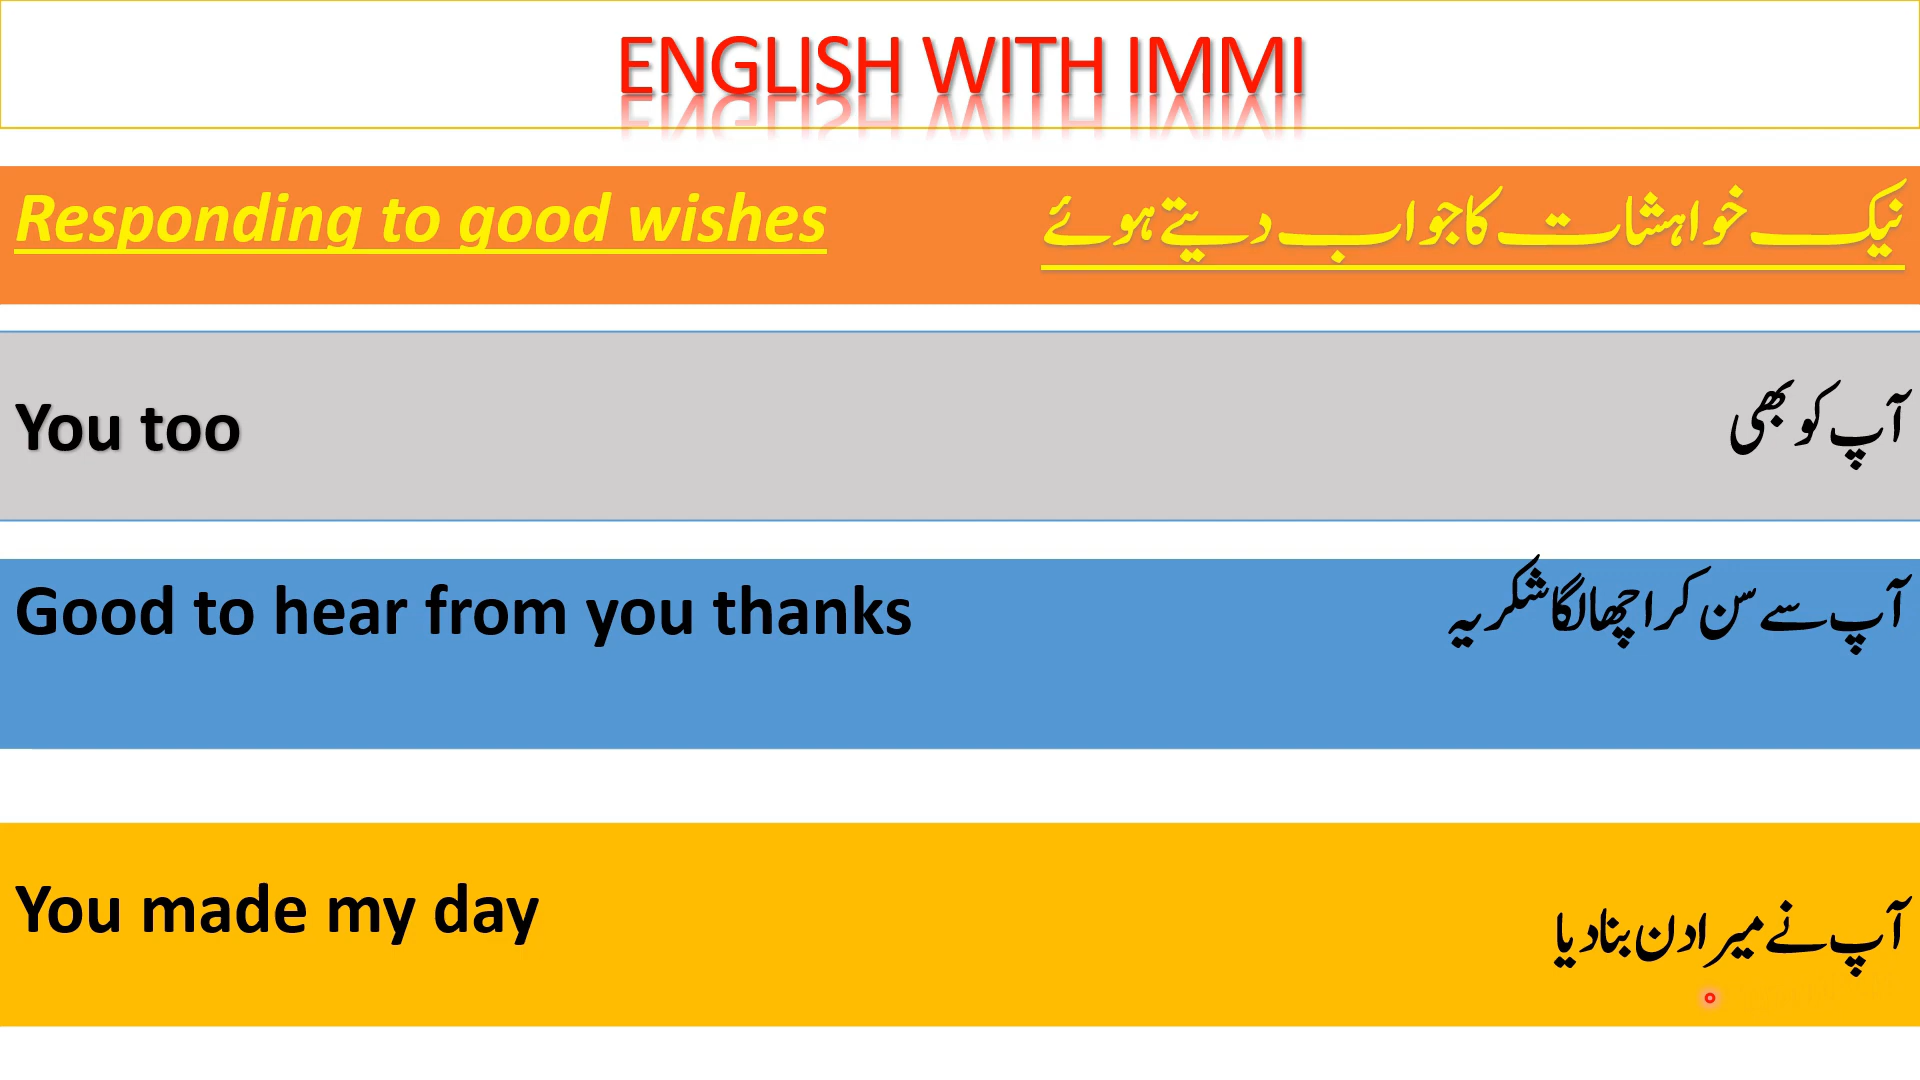 ENGLISH WITH IMMI
Responding to good wishes
نیک خواہشات کا جواب دیتے ہوئے
You too
آپ کو بھی
Good to hear from you thanks
آپ سے سن کر اچھا لگا شکریہ
You made my day
آپ نے میرا دن بنا دیا